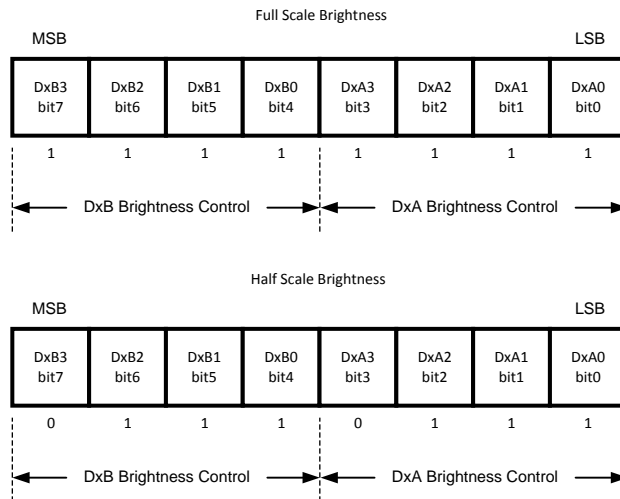 Full Scale Brightness
MSB LSB
DxB3 DxB2 DxB1 DxB0 DxA3 DxA2 DxA1 DxA0
bit7 bit6 bit5 bit4 bit3 bit2 bit1 bit0
1 1 1 1 1 1 1 1
DxB Brightness Control DxA Brightness Control
Half Scale Brightness
MSB LSB
DxB3 DxB2 DxB1 DxB0 DxA3 DxA2 DxA1 DxA0
bit7 bit6 bit5 bit4 bit3 bit2 bit1 bit0
0 1 1 1 0 1 1 1
DxB Brightness Control DxA Brightness Control